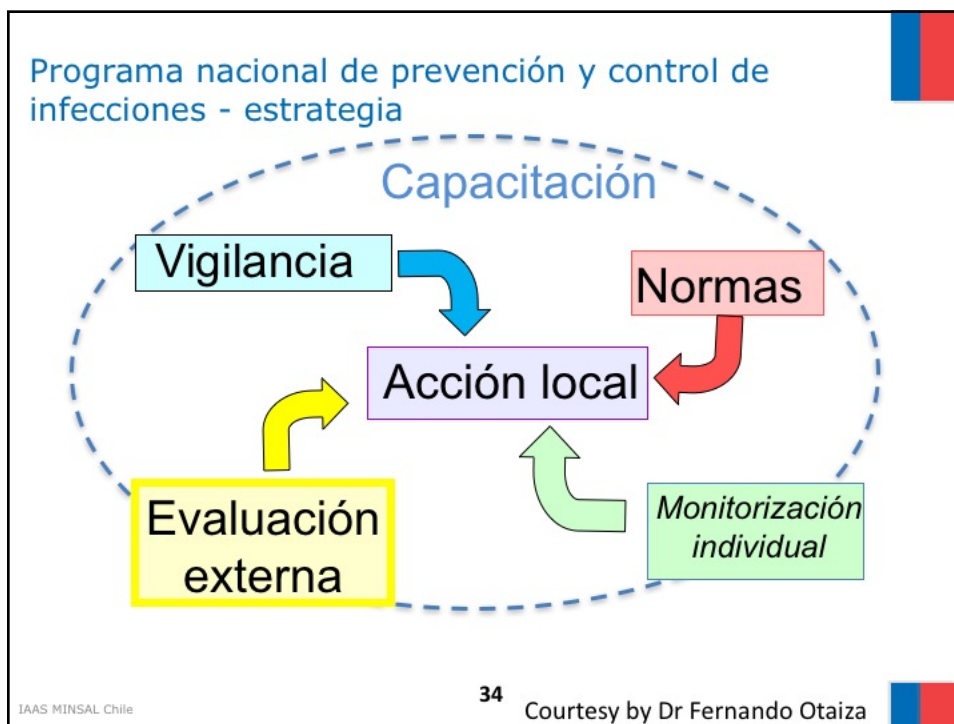 Programa nacional de prevención y control de
infecciones - estrategia
Capacitación
Vigilancia
Normas
Acción local
Evaluación
externa
Monitorización
individual
IAAS MINSAL Chile
34
Courtesy by Dr Fernando Otaiza